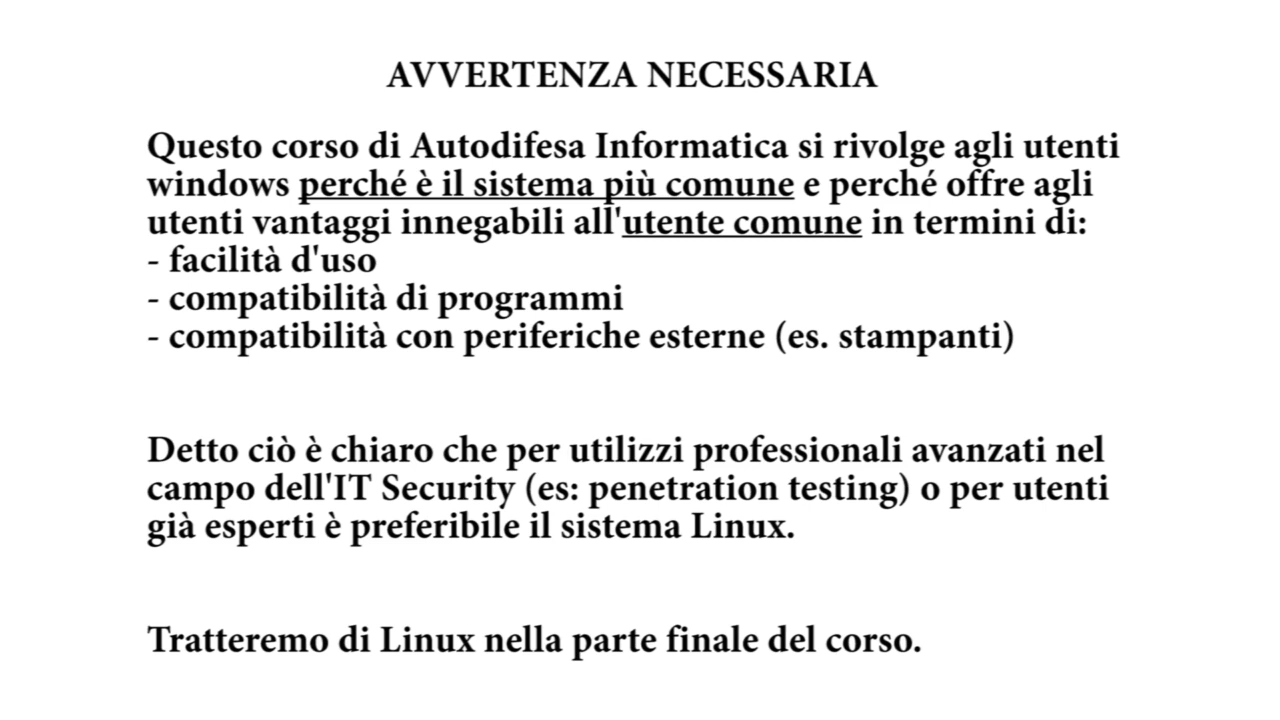 AVVERTENZA NECESSARIA
Questo corso di Autodifesa Informatica si rivolge agli utenti
windows perché è il sistema più comune e perché offre agli
utenti vantaggi innegabili all'utente comune in termini di:
- facilità d'uso
- compatibilità di programmi
- compatibilità con periferiche esterne (es. stampanti)
Detto ciò è chiaro che per utilizzi professionali avanzati nel
campo dell'IT Security (es: penetration testing) o per utenti
già esperti è preferibile il sistema Linux.
Tratteremo di Linux nella parte finale del corso.